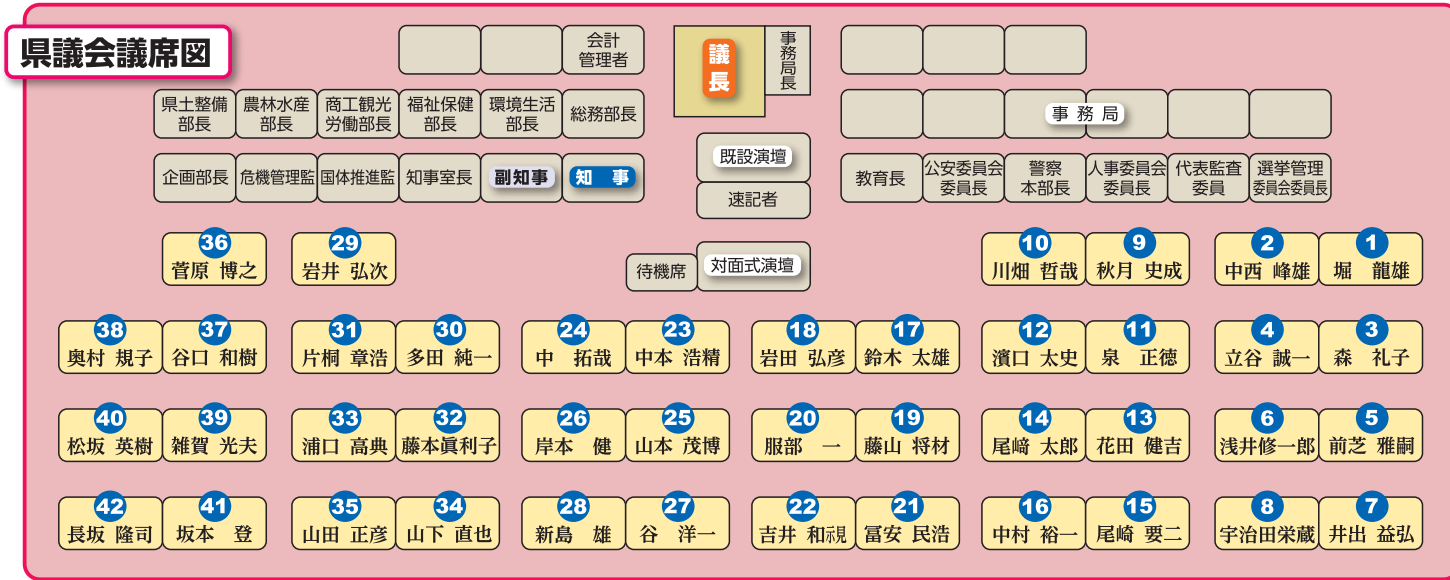 県議会議席図
会計
管理者
議長
事務局長
県土整備
部長
農林水産
部長
商工観光
労働部長
福祉保健
部長
環境生活
部長
総務部長
事務局
既設演壇
企画部長
危機管理監
国体推進監
知事室長
副知事
知事
速記者
教育長
公安委員会
委員長
警察
本部長
人事委員会
委員長
代表監査
委員
選挙管理
委員会委員長
待機席
対面式演壇
36
菅原 博之
29
岩井 弘次
10
川畑 哲哉
9
秋月 史成
2
中西 峰雄
1
堀 龍雄
38
奥村 規子
37
谷口 和樹
31
片桐 章浩
30
多田 純一
24
中 拓哉
23
中本 浩精
18
岩田 弘彦
17
鈴木 太雄
12
濱口 太史
11
泉 正徳
4
立谷 誠一
3
森 礼子
40
松坂 英樹
39
雑賀 光夫
33
浦口 高典
32
藤本眞利子
26
岸本 健
25
山本 茂博
20
服部 一
19
藤山 将材
14
尾﨑 太郎
13
花田 健吉
6
浅井修一郎
5
前芝 雅嗣
42
長坂 隆司
41
坂本 登
35
山田 正彦
34
山下 直也
28
新島 雄
27
谷 洋一
22
吉井 和視
21
冨安 民浩
16
中村 裕一
15
尾崎 要二
8
宇治田栄蔵
7
井出 益弘